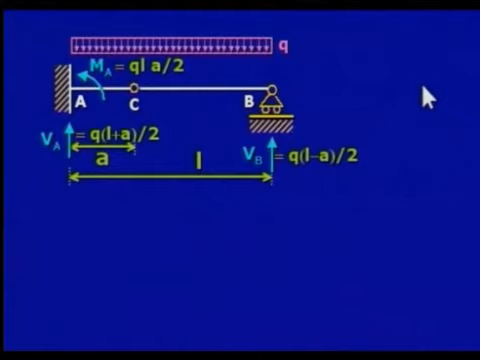 q
M_A = ql a/2
A C B
V_A = q(l+a)/2
a
l
V_B = q(l-a)/2